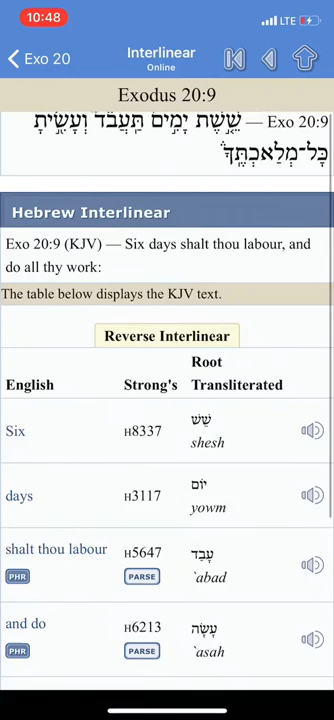 10:48
LTE
Exo 20
Interlinear
Online
Exodus 20:9
שֵׁ֤שֶׁת יָמִים֙ תַּֽעֲבֹ֔ד וְעָשִׂ֖יתָ — Exo 20:9
כָּל־מְלַאכְתֶּֽךָ
Hebrew Interlinear
Exo 20:9 (KJV) — Six days shalt thou labour, and
do all thy work:
The table below displays the KJV text.
Reverse Interlinear
English Strong's Root Transliterated
Six H8337 שֵׁשׁ
shesh
days H3117 יוֹם
yowm
shalt thou labour H5647 עָבַד
PHR PARSE `abad
and do H6213 עָשָׂה
PHR PARSE `asah